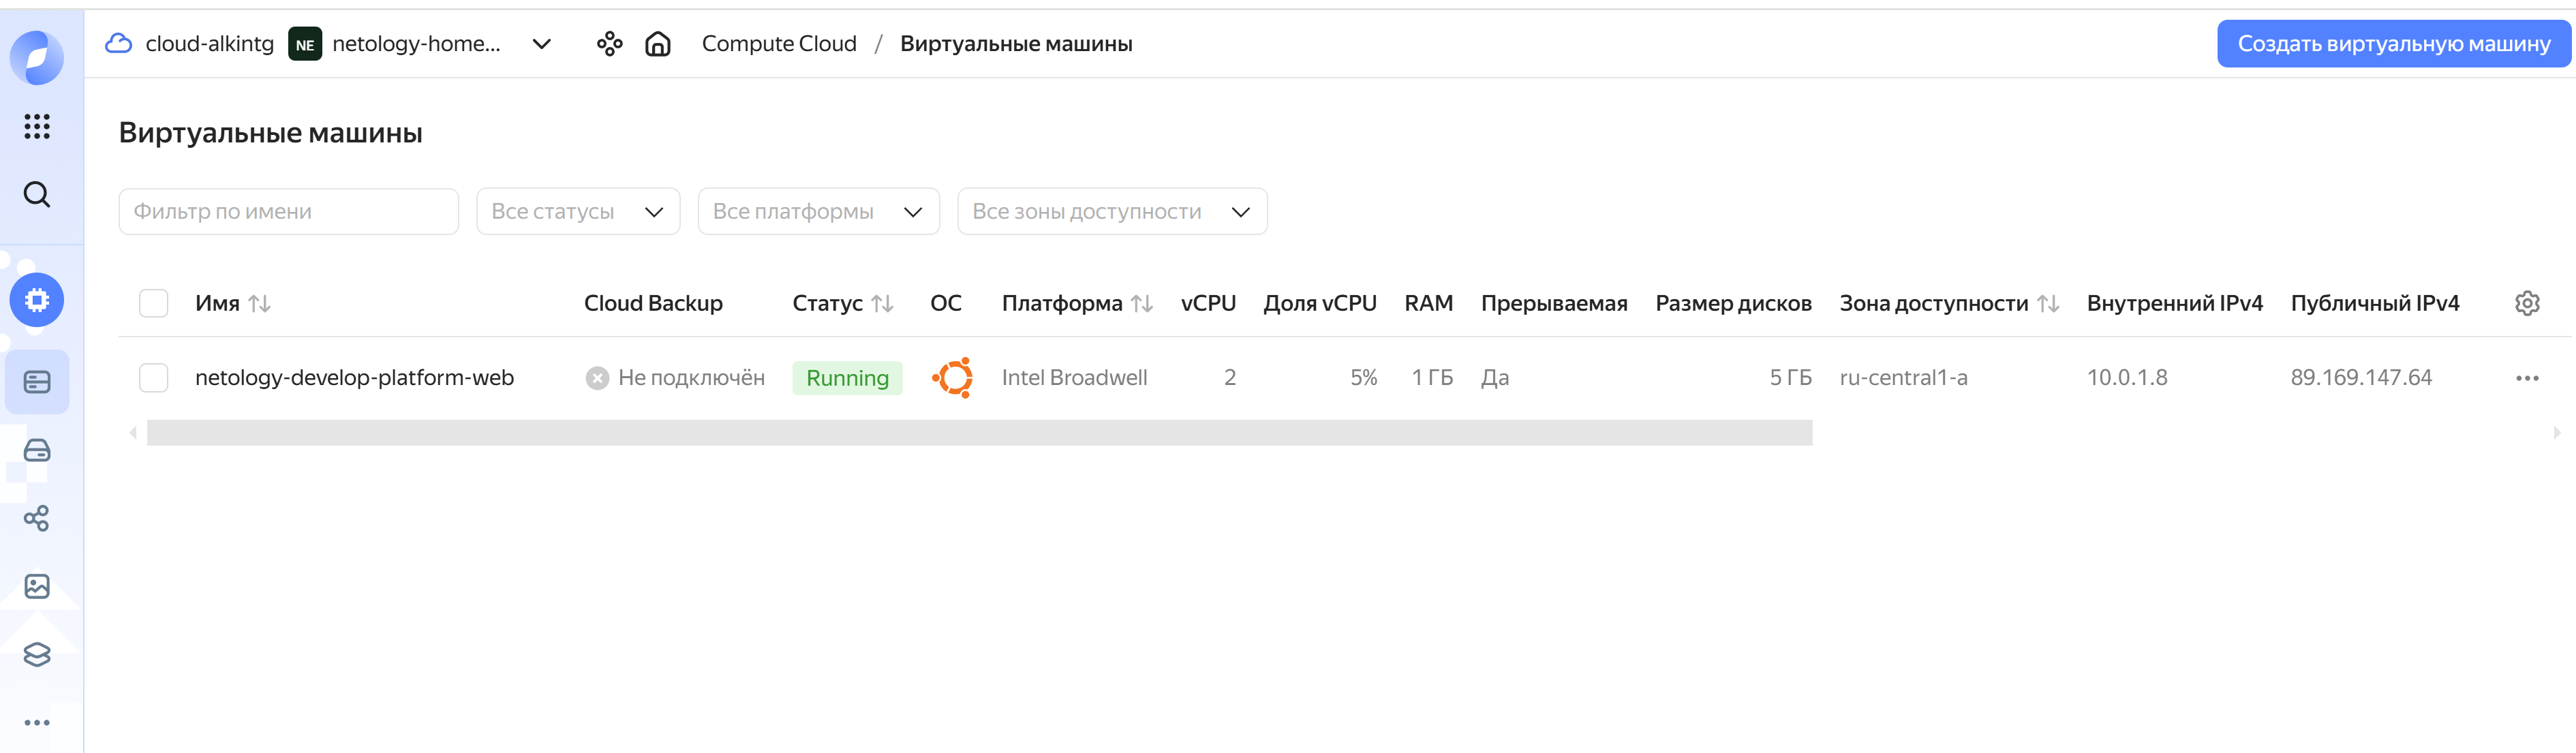 cloud-alkintg NE netology-home... Compute Cloud / Виртуальные машины Создать виртуальную машину
Виртуальные машины
Фильтр по имени Все статусы Все платформы Все зоны доступности
Имя Cloud Backup Статус ОС Платформа vCPU Доля vCPU RAM Прерываемая Размер дисков Зона доступности Внутренний IPv4 Публичный IPv4
netology-develop-platform-web Не подключён Running Intel Broadwell 2 5% 1 ГБ Да 5 ГБ ru-central1-a 10.0.1.8 89.169.147.64